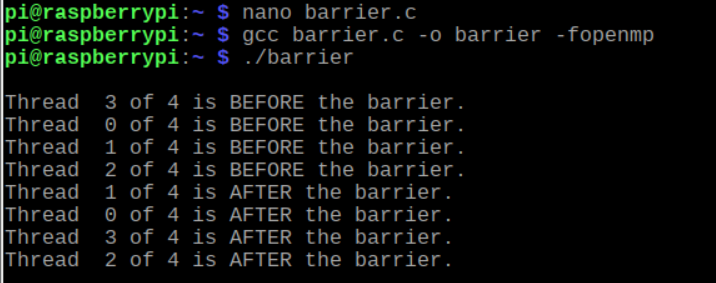 pi@raspberrypi:~ $ nano barrier.c
pi@raspberrypi:~ $ gcc barrier.c -o barrier -fopenmp
pi@raspberrypi:~ $ ./barrier
Thread  3 of 4 is BEFORE the barrier.
Thread  0 of 4 is BEFORE the barrier.
Thread  1 of 4 is BEFORE the barrier.
Thread  2 of 4 is BEFORE the barrier.
Thread  1 of 4 is AFTER the barrier.
Thread  0 of 4 is AFTER the barrier.
Thread  3 of 4 is AFTER the barrier.
Thread  2 of 4 is AFTER the barrier.